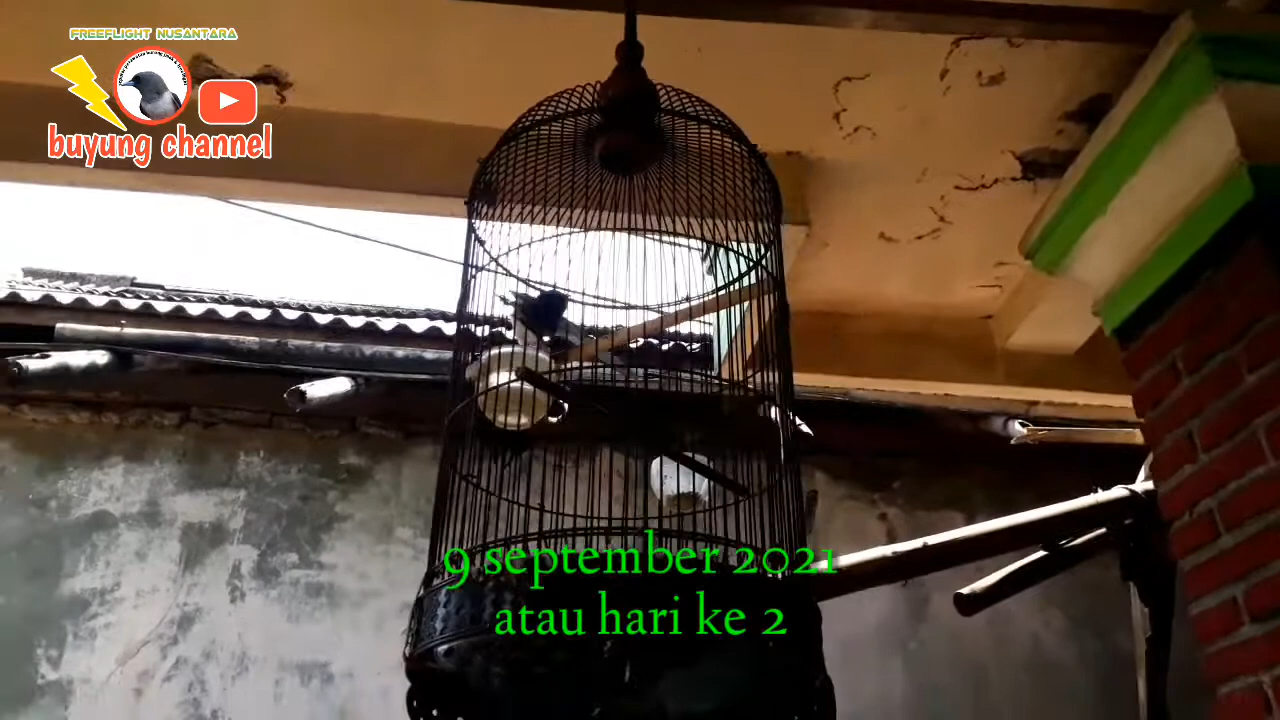 FREEFLIGHT NUSANTARA
buyung channel
9 september 2021
atau hari ke 2